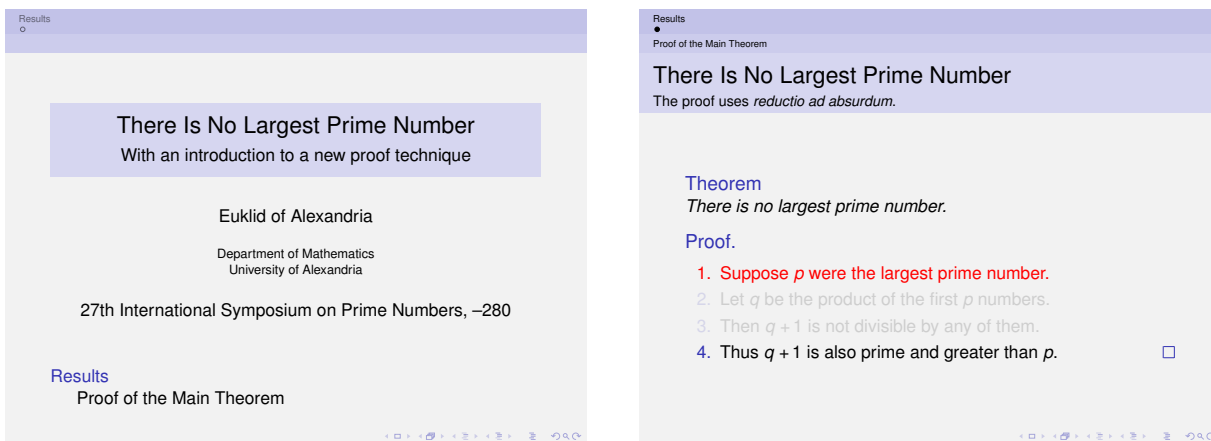 Results
There Is No Largest Prime Number
With an introduction to a new proof technique
Euklid of Alexandria
Department of Mathematics
University of Alexandria
27th International Symposium on Prime Numbers, –280
Results
Proof of the Main Theorem
Results
Proof of the Main Theorem
There Is No Largest Prime Number
The proof uses reductio ad absurdum.
Theorem
There is no largest prime number.
Proof.
1. Suppose p were the largest prime number.
2. Let q be the product of the first p numbers.
3. Then q + 1 is not divisible by any of them.
4. Thus q + 1 is also prime and greater than p.